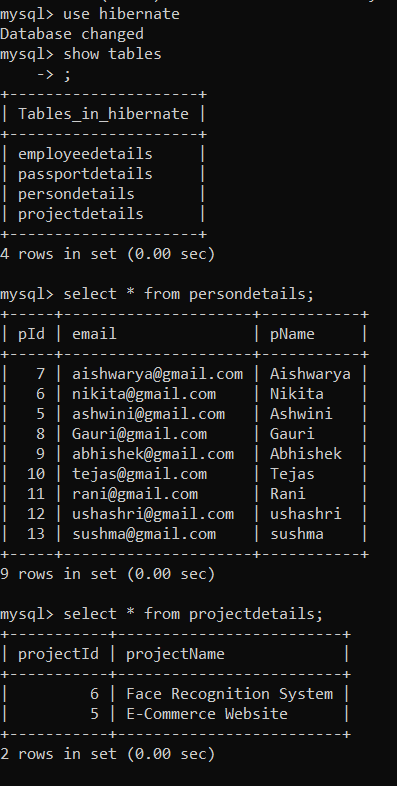 mysql> use hibernate
Database changed
mysql> show tables
    -> ;
+---------------------+
| Tables_in_hibernate |
+---------------------+
| employeedetails     |
| passportdetails     |
| persondetails       |
| projectdetails      |
+---------------------+
4 rows in set (0.00 sec)

mysql> select * from persondetails;
+-----+---------------------+-----------+
| pId | email               | pName     |
+-----+---------------------+-----------+
|   7 | aishwarya@gmail.com | Aishwarya |
|   6 | nikita@gmail.com    | Nikita    |
|   5 | ashwini@gmail.com   | Ashwini   |
|   8 | Gauri@gmail.com     | Gauri     |
|   9 | abhishek@gmail.com  | Abhishek  |
|  10 | tejas@gmail.com     | Tejas     |
|  11 | rani@gmail.com      | Rani      |
|  12 | ushashri@gmail.com  | ushashri  |
|  13 | sushma@gmail.com    | sushma    |
+-----+---------------------+-----------+
9 rows in set (0.00 sec)

mysql> select * from projectdetails;
+-----------+-------------------------+
| projectId | projectName             |
+-----------+-------------------------+
|         6 | Face Recognition System |
|         5 | E-Commerce Website      |
+-----------+-------------------------+
2 rows in set (0.00 sec)